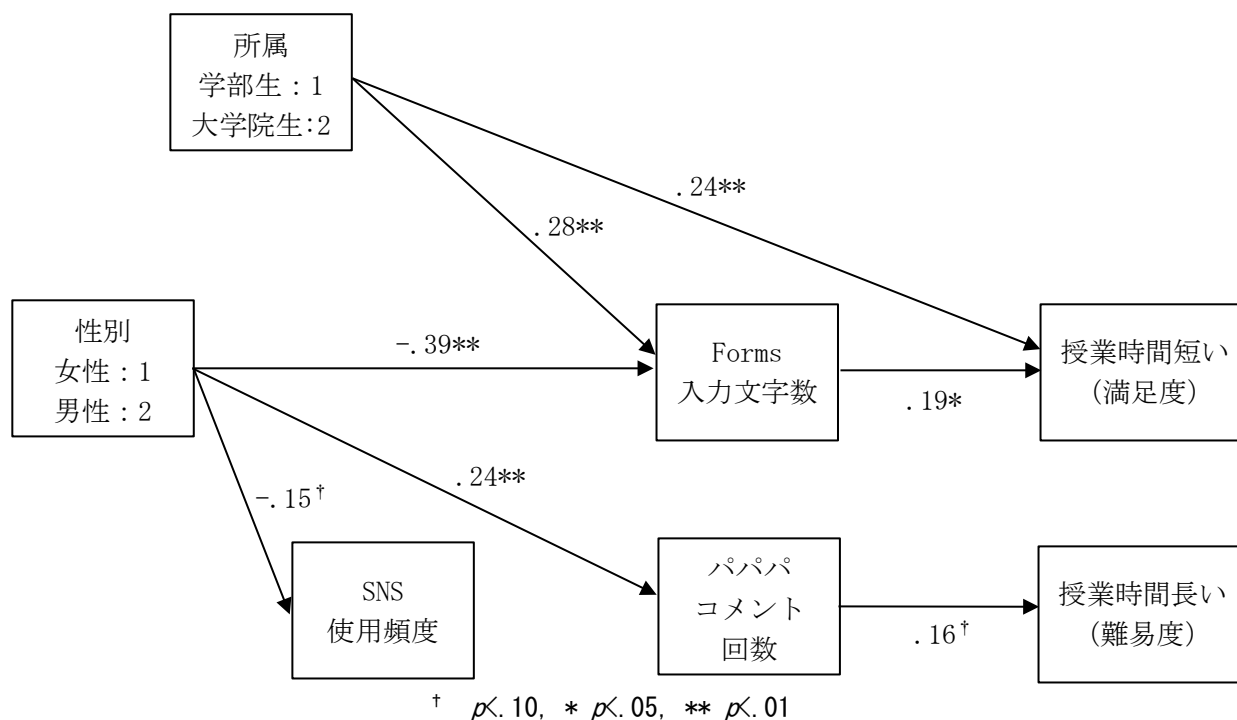 所属
学部生：1
大学院生：2
.24**
.28**
性別
女性：1
男性：2
-.39**
Forms
入力文字数
.19*
授業時間短い
(満足度)
-.15†
.24**
SNS
使用頻度
パパパ
コメント
回数
.16†
授業時間長い
(難易度)
† p<.10, * p<.05, ** p<.01